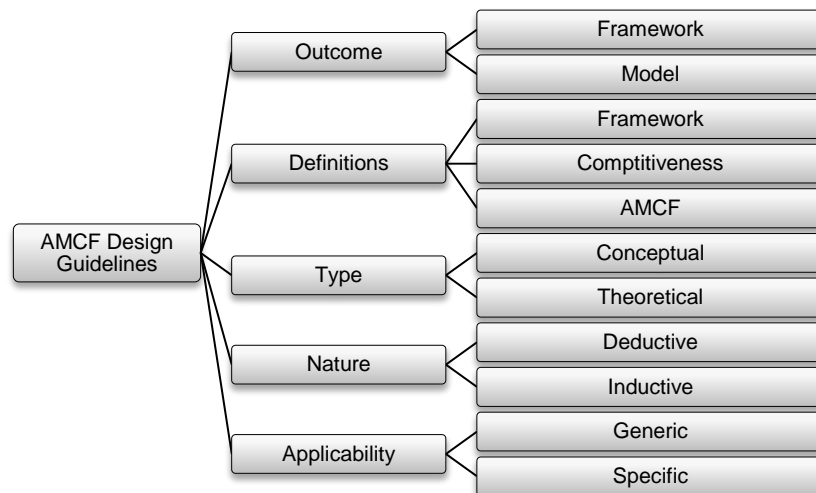 AMCF Design
Guidelines
Outcome
Framework
Model
Definitions
Framework
Comptitiveness
AMCF
Type
Conceptual
Theoretical
Nature
Deductive
Inductive
Applicability
Generic
Specific